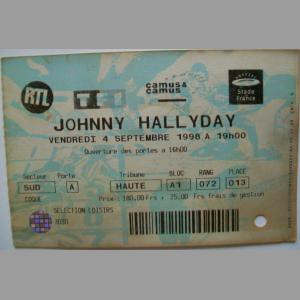 RTL TF1 camus& camus Stade France
JOHNNY HALLYDAY
VENDREDI 4 SEPTEMBRE 1998 A 19h00
Ouverture des portes a 16h00
Secteur Porte Tribune BLOC RANG PLACE
SUD A HAUTE A1 072 013
COQUE Prix : 180.00 Frs + 25.00 Frs frais de gestion
SELECTION LOISIRS